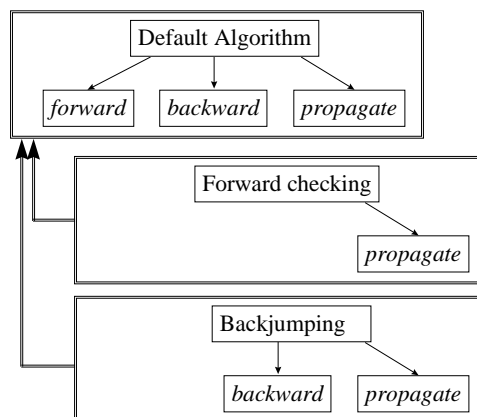 Default Algorithm
forward backward propagate
Forward checking
propagate
Backjumping
backward propagate